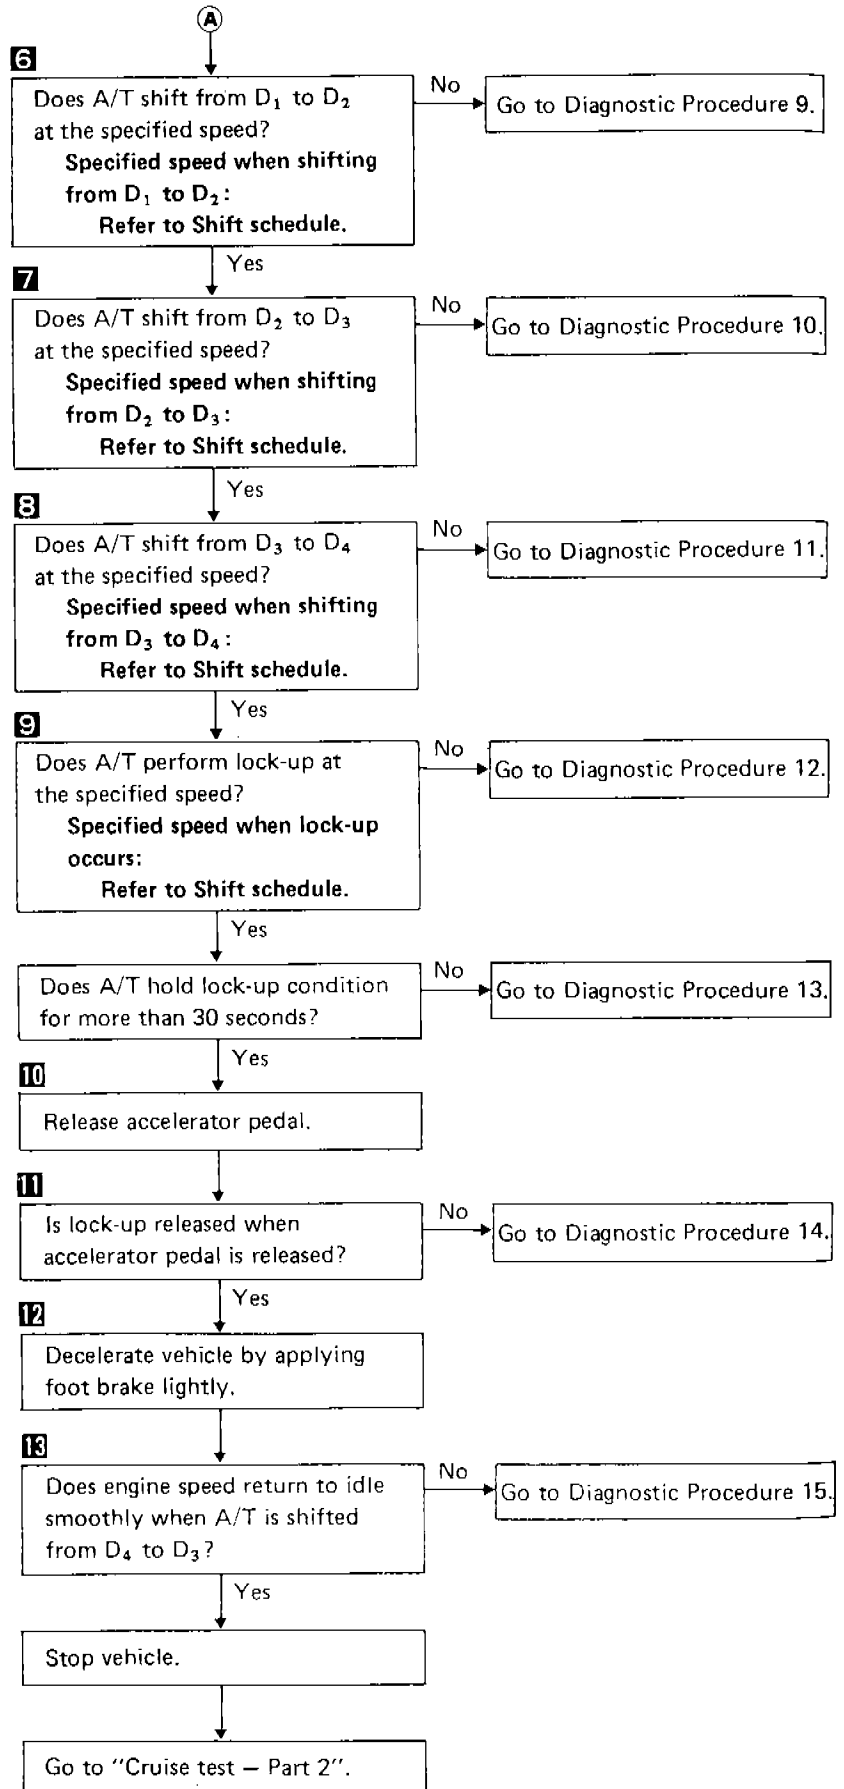 A
6
Does A/T shift from D₁ to D₂
at the specified speed?
Specified speed when shifting
from D₁ to D₂:
Refer to Shift schedule.
No
Go to Diagnostic Procedure 9.
Yes
7
Does A/T shift from D₂ to D₃
at the specified speed?
Specified speed when shifting
from D₂ to D₃:
Refer to Shift schedule.
No
Go to Diagnostic Procedure 10.
Yes
8
Does A/T shift from D₃ to D₄
at the specified speed?
Specified speed when shifting
from D₃ to D₄:
Refer to Shift schedule.
No
Go to Diagnostic Procedure 11.
Yes
9
Does A/T perform lock-up at
the specified speed?
Specified speed when lock-up
occurs:
Refer to Shift schedule.
No
Go to Diagnostic Procedure 12.
Yes
Does A/T hold lock-up condition
for more than 30 seconds?
No
Go to Diagnostic Procedure 13.
Yes
10
Release accelerator pedal.
11
Is lock-up released when
accelerator pedal is released?
No
Go to Diagnostic Procedure 14.
Yes
12
Decelerate vehicle by applying
foot brake lightly.
13
Does engine speed return to idle
smoothly when A/T is shifted
from D₄ to D₃?
No
Go to Diagnostic Procedure 15.
Yes
Stop vehicle.
Go to "Cruise test — Part 2".